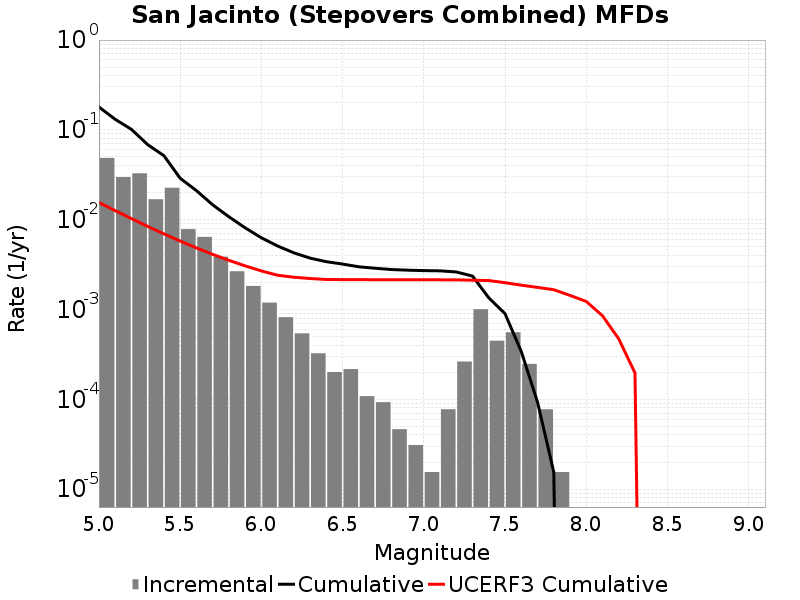 San Jacinto (Stepovers Combined) MFDs
10^0
10^-1
10^-2
10^-3
10^-4
10^-5
Rate (1/yr)
5.0 5.5 6.0 6.5 7.0 7.5 8.0 8.5 9.0
Magnitude
Incremental Cumulative UCERF3 Cumulative